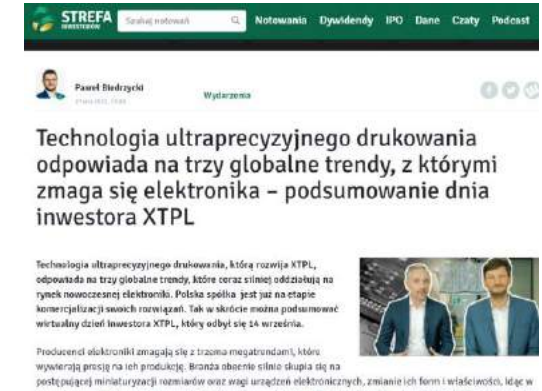 STREFA
INWESTORÓW
Szukaj notowań
Notowania Dywidendy IPO Dane Czaty Podcast
Paweł Biedrzycki
Wydarzenia
Technologia ultraprecyzyjnego drukowania
odpowiada na trzy globalne trendy, z którymi
zmaga się elektronika – podsumowanie dnia
inwestora XTPL
Technologia ultraprecyzyjnego drukowania, którą rozwija XTPL,
odpowiada na trzy globalne trendy, które coraz silniej oddziałują na
rynek nowoczesnej elektroniki. Polska spółka jest już na etapie
komercjalizacji swoich rozwiązań. Tak w skrócie można podsumować
wirtualny dzień inwestora XTPL, który odbył się 14 września.
Producenci elektroniki zmagają się z trzema megatrendami, które
wywierają presję na ich produkcję. Branża obecnie silnie skupia się na
postępującej miniaturyzacji rozmiarów oraz wagi urządzeń elektronicznych, zmianie ich form i właściwości. Idąc w